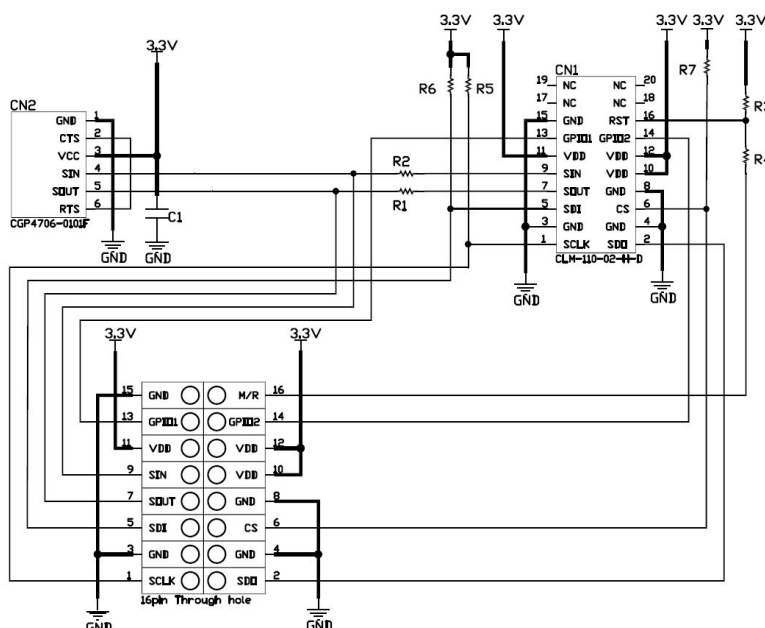 3.3V
3.3V
3.3V
3.3V
3.3V
3.3V
R7
R6
R5
CN1
19 NC NC 20
17 NC NC 18
15 GND RST 16
13 GPIO1 GPIO2 14
11 VDD VDD 12
VDD 10
9 SIN GND 8
7 SOUT CS 6
5 SDI GND 4
3 GND SDO 2
1 SCLK
CLM-110-02-H-D
GND
GND
CN2
GND 1
CTS 2
VCC 3
SIN 4
SOUT 5
RTS 6
CGP4706-0101F
GND
C1
GND
R2
R1
3.3V
3.3V
15 GND M/R 16
13 GPIO1 GPIO2 14
11 VDD VDD 12
9 SIN VDD 10
7 SOUT GND 8
5 SDI CS 6
3 GND GND 4
1 SCLK SDO 2
16pin Through hole
GND
GND